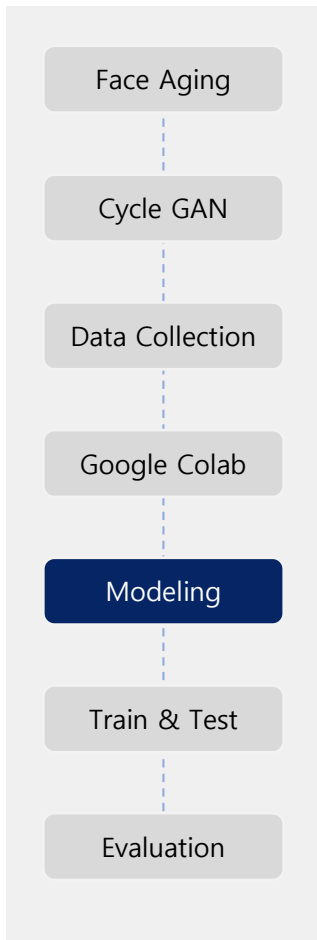 Face Aging
Cycle GAN
Data Collection
Google Colab
Modeling
Train & Test
Evaluation